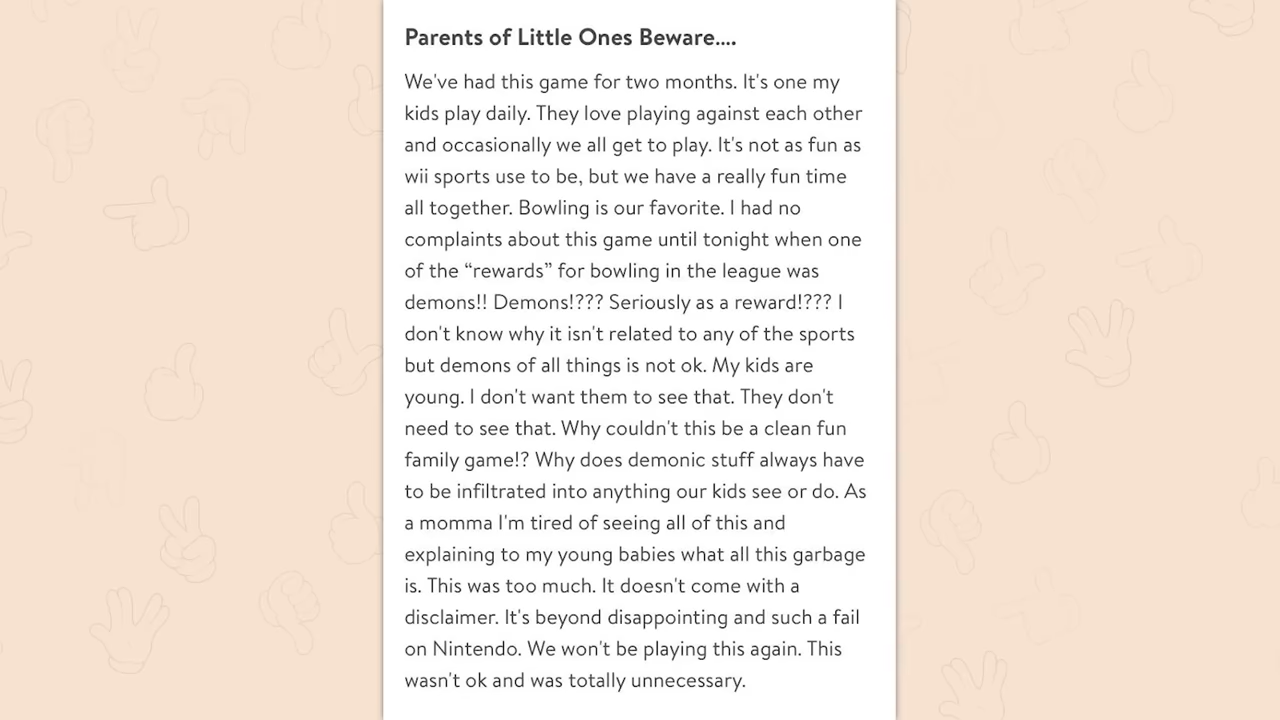 Parents of Little Ones Beware....
We've had this game for two months. It's one my
kids play daily. They love playing against each other
and occasionally we all get to play. It's not as fun as
wii sports use to be, but we have a really fun time
all together. Bowling is our favorite. I had no
complaints about this game until tonight when one
of the “rewards” for bowling in the league was
demons!! Demons!??? Seriously as a reward!??? I
don't know why it isn't related to any of the sports
but demons of all things is not ok. My kids are
young. I don't want them to see that. They don't
need to see that. Why couldn't this be a clean fun
family game!? Why does demonic stuff always have
to be infiltrated into anything our kids see or do. As
a momma I'm tired of seeing all of this and
explaining to my young babies what all this garbage
is. This was too much. It doesn't come with a
disclaimer. It's beyond disappointing and such a fail
on Nintendo. We won't be playing this again. This
wasn't ok and was totally unnecessary.